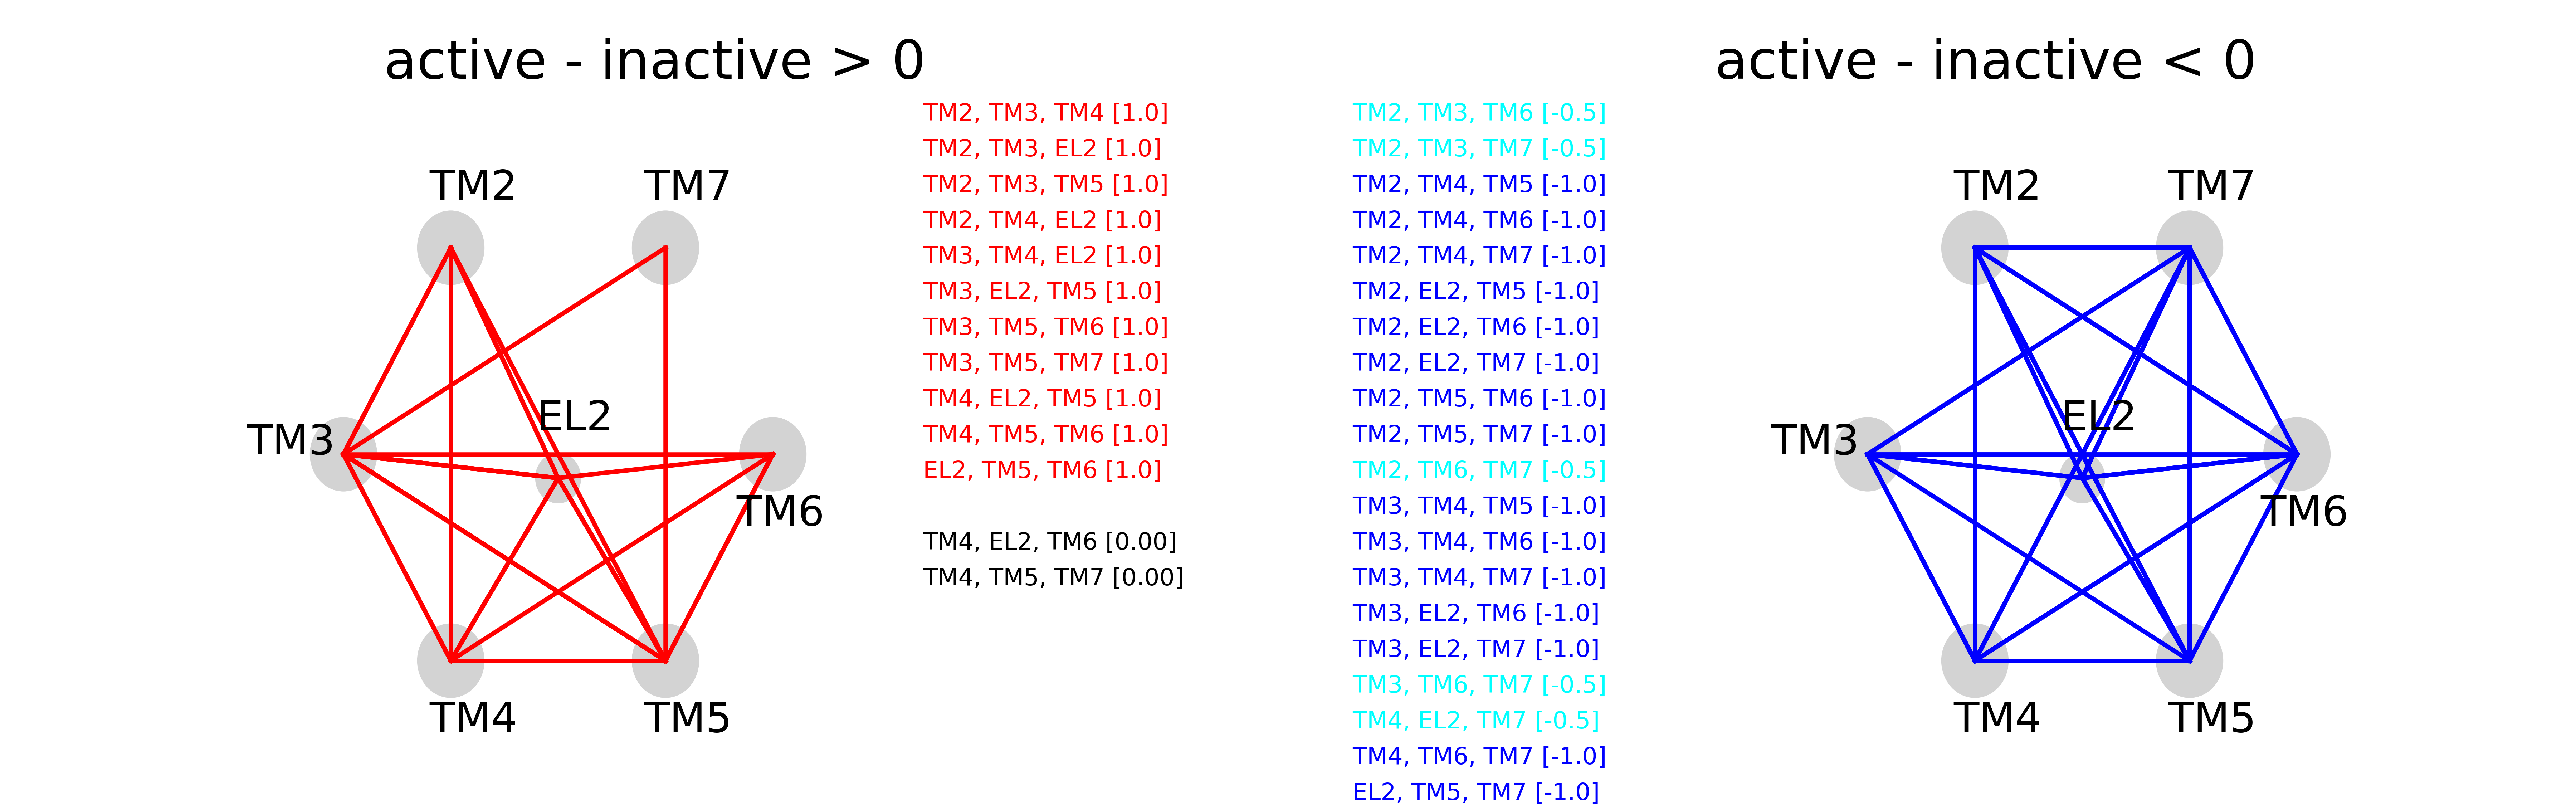 active - inactive > 0
TM2
TM7
EL2
TM3
TM6
TM4
TM5
TM2, TM3, TM4 [1.0]
TM2, TM3, EL2 [1.0]
TM2, TM3, TM5 [1.0]
TM2, TM4, EL2 [1.0]
TM3, TM4, EL2 [1.0]
TM3, EL2, TM5 [1.0]
TM3, TM5, TM6 [1.0]
TM3, TM5, TM7 [1.0]
TM4, EL2, TM5 [1.0]
TM4, TM5, TM6 [1.0]
EL2, TM5, TM6 [1.0]
TM4, EL2, TM6 [0.00]
TM4, TM5, TM7 [0.00]
active - inactive < 0
TM2, TM3, TM6 [-0.5]
TM2, TM3, TM7 [-0.5]
TM2, TM4, TM5 [-1.0]
TM2, TM4, TM6 [-1.0]
TM2, TM4, TM7 [-1.0]
TM2, EL2, TM5 [-1.0]
TM2, EL2, TM6 [-1.0]
TM2, EL2, TM7 [-1.0]
TM2, TM5, TM6 [-1.0]
TM2, TM5, TM7 [-1.0]
TM2, TM6, TM7 [-0.5]
TM3, TM4, TM5 [-1.0]
TM3, TM4, TM6 [-1.0]
TM3, TM4, TM7 [-1.0]
TM3, EL2, TM6 [-1.0]
TM3, EL2, TM7 [-1.0]
TM3, TM6, TM7 [-0.5]
TM4, EL2, TM7 [-0.5]
TM4, TM6, TM7 [-1.0]
EL2, TM5, TM7 [-1.0]
TM2
TM7
EL2
TM3
TM6
TM4
TM5